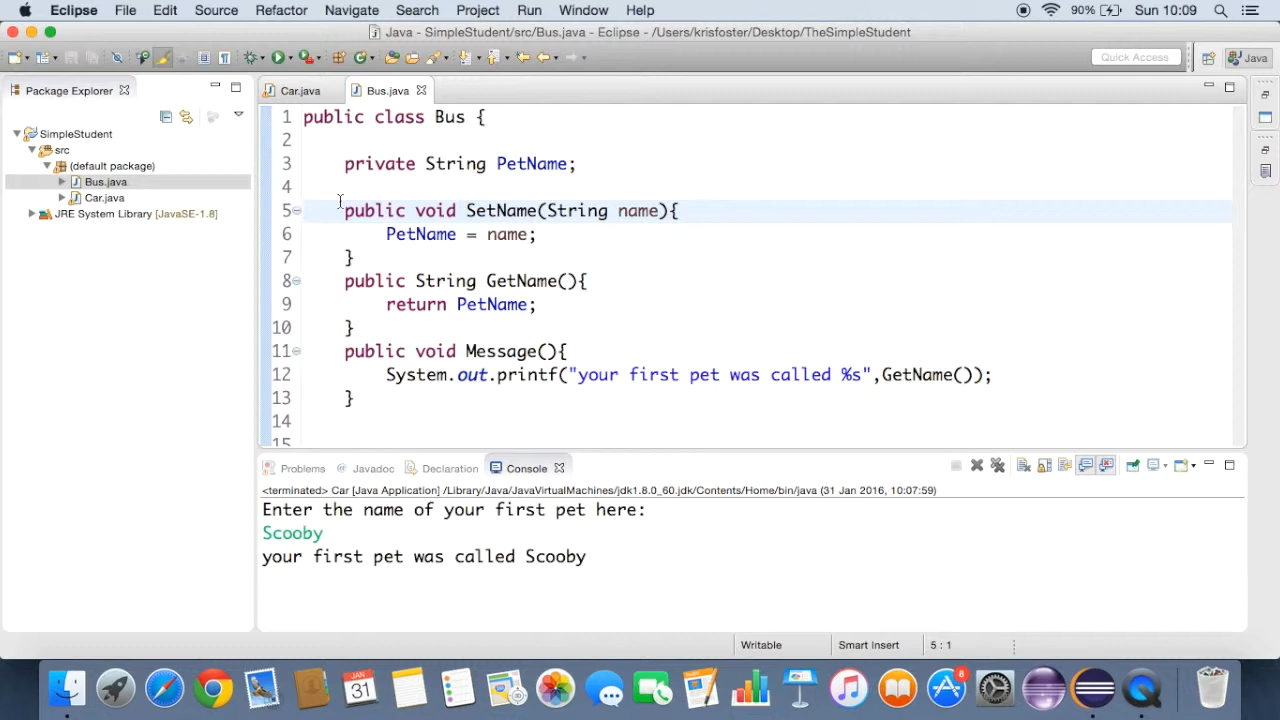 Eclipse File Edit Source Refactor Navigate Search Project Run Window Help 90% Sun 10:09
Java - SimpleStudent/src/Bus.java - Eclipse - /Users/krisfoster/Desktop/TheSimpleStudent
Quick Access Java
Package Explorer
SimpleStudent
src
(default package)
Bus.java
Car.java
JRE System Library [JavaSE-1.8]
Car.java Bus.java
1 public class Bus {
2
3 private String PetName;
4
5 public void SetName(String name){
6 PetName = name;
7 }
8 public String GetName(){
9 return PetName;
10 }
11 public void Message(){
12 System.out.printf("your first pet was called %s",GetName());
13 }
14
15
Problems Javadoc Declaration Console
<terminated> Car [Java Application] /Library/Java/JavaVirtualMachines/jdk1.8.0_60.jdk/Contents/Home/bin/java (31 Jan 2016, 10:07:59)
Enter the name of your first pet here:
Scooby
your first pet was called Scooby
Writable Smart Insert 5 : 1
JAN
31
8